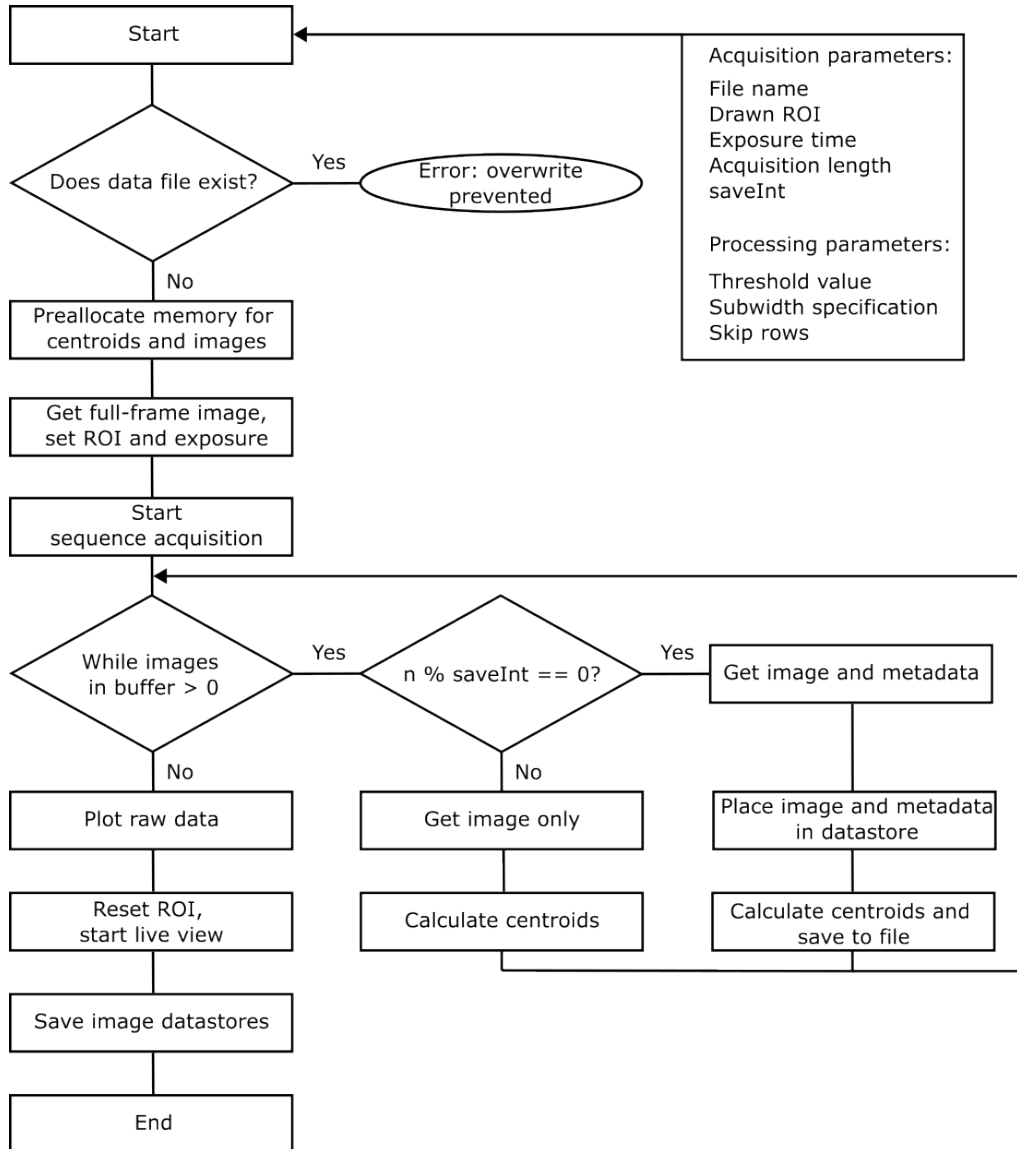 Start
Acquisition parameters:
File name
Drawn ROI
Exposure time
Acquisition length
saveInt
Processing parameters:
Threshold value
Subwidth specification
Skip rows
Does data file exist?
Yes
Error: overwrite
prevented
No
Preallocate memory for
centroids and images
Get full-frame image,
set ROI and exposure
Start
sequence acquisition
While images
in buffer > 0
Yes
n % saveInt == 0?
Yes
Get image and metadata
No
No
Plot raw data
Get image only
Place image and metadata
in datastore
Reset ROI,
start live view
Calculate centroids
Calculate centroids and
save to file
Save image datastores
End